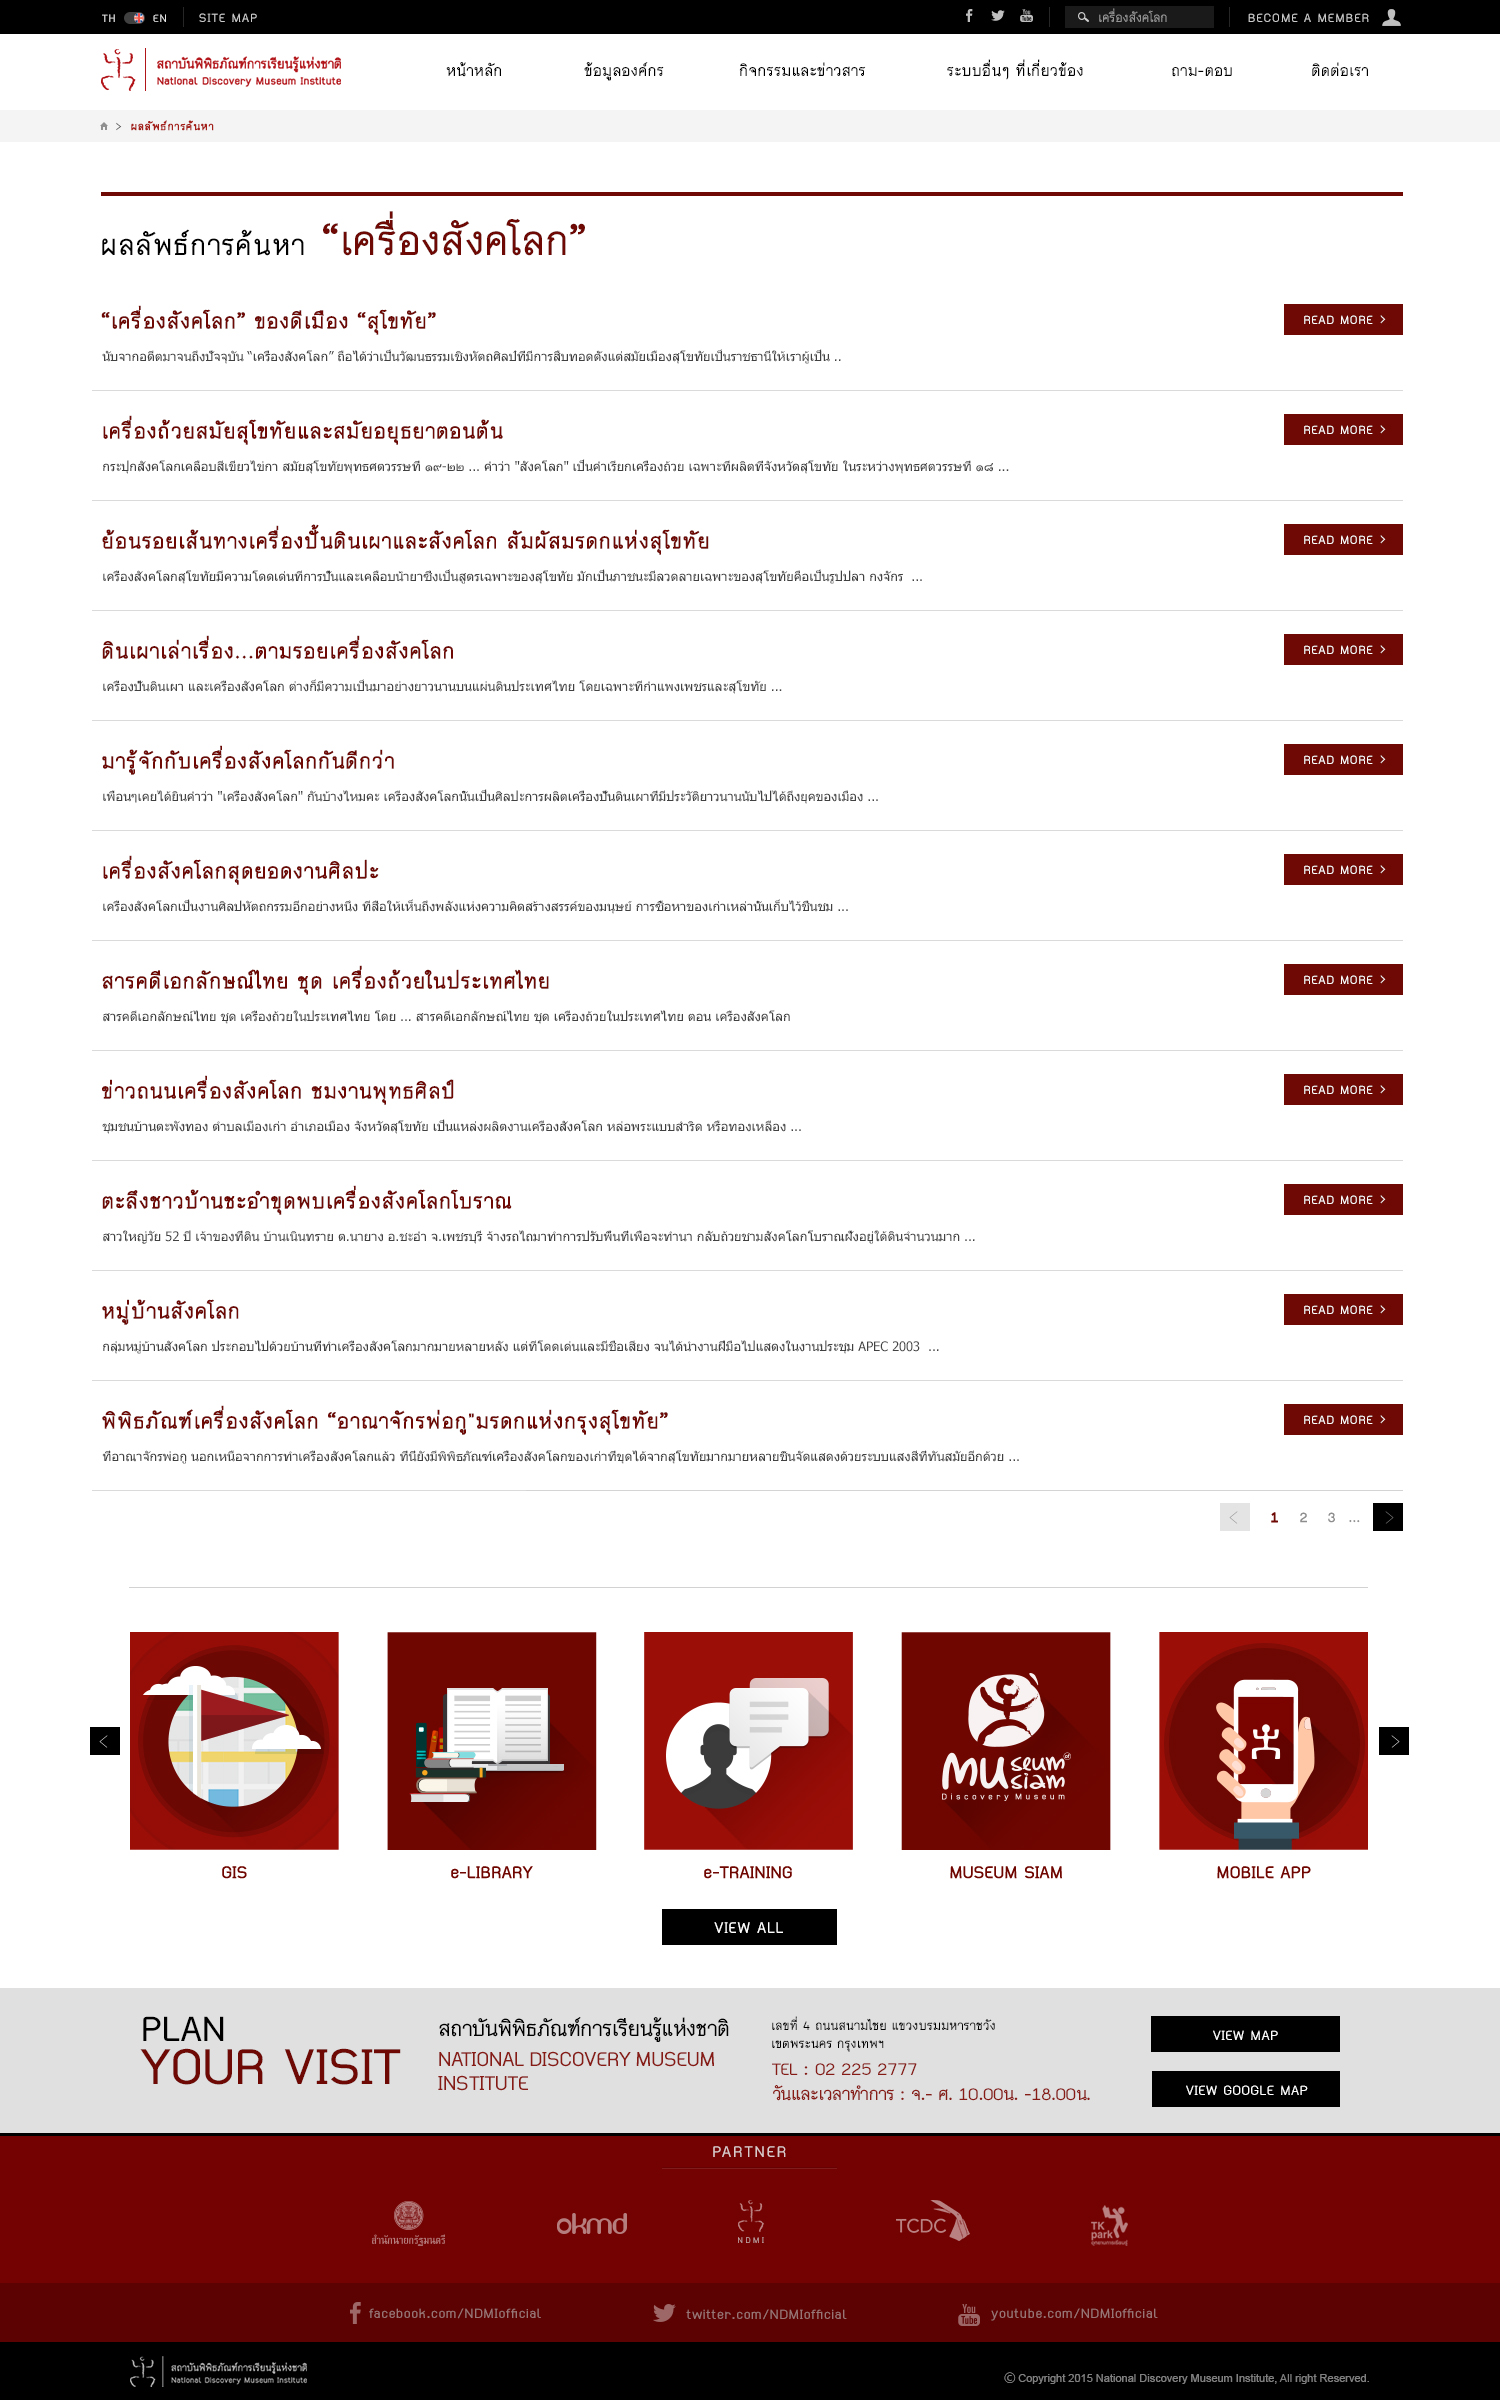 TH EN SITE MAP
เครื่องสังคโลก
BECOME A MEMBER
สถาบันพิพิธภัณฑ์การเรียนรู้แห่งชาติ
National Discovery Museum Institute
หน้าหลัก ข้อมูลองค์กร กิจกรรมและข่าวสาร ระบบอื่นๆ ที่เกี่ยวข้อง ถาม-ตอบ ติดต่อเรา
> ผลลัพธ์การค้นหา
ผลลัพธ์การค้นหา “เครื่องสังคโลก”
“เครื่องสังคโลก” ของดีเมือง “สุโขทัย”
READ MORE >
นับจากอดีตมาจนถึงปัจจุบัน “เครื่องสังคโลก” ถือได้ว่าเป็นวัฒนธรรมเชิงหัตถศิลป์ที่มีการสืบทอดตั้งแต่สมัยเมืองสุโขทัยเป็นราชธานีให้เราผู้เป็น ..
เครื่องถ้วยสมัยสุโขทัยและสมัยอยุธยาตอนต้น
READ MORE >
กระปุกสังคโลกเคลือบสีเขียวไข่กา สมัยสุโขทัยพุทธศตวรรษที่ ๑๙-๒๒ ... คำว่า "สังคโลก" เป็นคำเรียกเครื่องถ้วย เฉพาะที่ผลิตที่จังหวัดสุโขทัย ในระหว่างพุทธศตวรรษที่ ๑๘ ...
ย้อนรอยเส้นทางเครื่องปั้นดินเผาและสังคโลก สัมผัสมรดกแห่งสุโขทัย
READ MORE >
เครื่องสังคโลกสุโขทัยมีความโดดเด่นที่การปั้นและเคลือบน้ำยาซึ่งเป็นสูตรเฉพาะของสุโขทัย มักเป็นภาชนะมีลวดลายเฉพาะของสุโขทัยคือเป็นรูปปลา กงจักร ...
ดินเผาเล่าเรื่อง...ตามรอยเครื่องสังคโลก
READ MORE >
เครื่องปั้นดินเผา และเครื่องสังคโลก ต่างก็มีความเป็นมาอย่างยาวนานบนแผ่นดินประเทศไทย โดยเฉพาะที่กำแพงเพชรและสุโขทัย ...
มารู้จักกับเครื่องสังคโลกกันดีกว่า
READ MORE >
เพื่อนๆเคยได้ยินคำว่า "เครื่องสังคโลก" กันบ้างไหมคะ เครื่องสังคโลกนั้นเป็นศิลปะการผลิตเครื่องปั้นดินเผาที่มีประวัติยาวนานนับไปได้ถึงยุคของเมือง ...
เครื่องสังคโลกสุดยอดงานศิลปะ
READ MORE >
เครื่องสังคโลกเป็นงานศิลปหัตถกรรมอีกอย่างหนึ่ง ที่สื่อให้เห็นถึงพลังแห่งความคิดสร้างสรรค์ของมนุษย์ การซื้อหาของเก่าเหล่านั้นเก็บไว้ชื่นชม ...
สารคดีเอกลักษณ์ไทย ชุด เครื่องถ้วยในประเทศไทย
READ MORE >
สารคดีเอกลักษณ์ไทย ชุด เครื่องถ้วยในประเทศไทย โดย ... สารคดีเอกลักษณ์ไทย ชุด เครื่องถ้วยในประเทศไทย ตอน เครื่องสังคโลก
ข่าวถนนเครื่องสังคโลก ชมงานพุทธศิลป์
READ MORE >
ชุมชนบ้านตะพังทอง ตำบลเมืองเก่า อำเภอเมือง จังหวัดสุโขทัย เป็นแหล่งผลิตงานเครื่องสังคโลก หล่อพระแบบสำริด หรือทองเหลือง ...
ตะลึงชาวบ้านชะอำขุดพบเครื่องสังคโลกโบราณ
READ MORE >
สาวใหญ่วัย 52 ปี เจ้าของที่ดิน บ้านเนินทราย ต.นายาง อ.ชะอำ จ.เพชรบุรี จ้างรถไถมาทำการปรับพื้นที่เพื่อจะทำนา กลับถ้วยชามสังคโลกโบราณฝังอยู่ใต้ดินจำนวนมาก ...
หมู่บ้านสังคโลก
READ MORE >
กลุ่มหมู่บ้านสังคโลก ประกอบไปด้วยบ้านที่ทำเครื่องสังคโลกมากมายหลายหลัง แต่ที่โดดเด่นและมีชื่อเสียง จนได้นำงานฝีมือไปแสดงในงานประชุม APEC 2003 ...
พิพิธภัณฑ์เครื่องสังคโลก “อาณาจักรพ่อกู"มรดกแห่งกรุงสุโขทัย”
READ MORE >
ที่อาณาจักรพ่อกู นอกเหนือจากการทำเครื่องสังคโลกแล้ว ที่นี่ยังมีพิพิธภัณฑ์เครื่องสังคโลกของเก่าที่ขุดได้จากสุโขทัยมากมายหลายชิ้นจัดแสดงด้วยระบบแสงสีที่ทันสมัยอีกด้วย ...
< 1 2 3 ... >
MUseum siam
Discovery Museum
GIS e-LIBRARY e-TRAINING MUSEUM SIAM MOBILE APP
VIEW ALL
PLAN
YOUR VISIT
สถาบันพิพิธภัณฑ์การเรียนรู้แห่งชาติ
NATIONAL DISCOVERY MUSEUM
INSTITUTE
เลขที่ 4 ถนนสนามไชย แขวงบรมมหาราชวัง
เขตพระนคร กรุงเทพฯ
TEL : 02 225 2777
วันและเวลาทำการ : จ.- ศ. 10.00น. -18.00น.
VIEW MAP
VIEW GOOGLE MAP
PARTNER
สำนักนายกรัฐมนตรี
okmd
NDMI
TCDC
TK park
facebook.com/NDMIofficial twitter.com/NDMIofficial You Tube youtube.com/NDMIofficial
สถาบันพิพิธภัณฑ์การเรียนรู้แห่งชาติ
National Discovery Museum Institute
© Copyright 2015 National Discovery Museum Institute, All right Reserved.